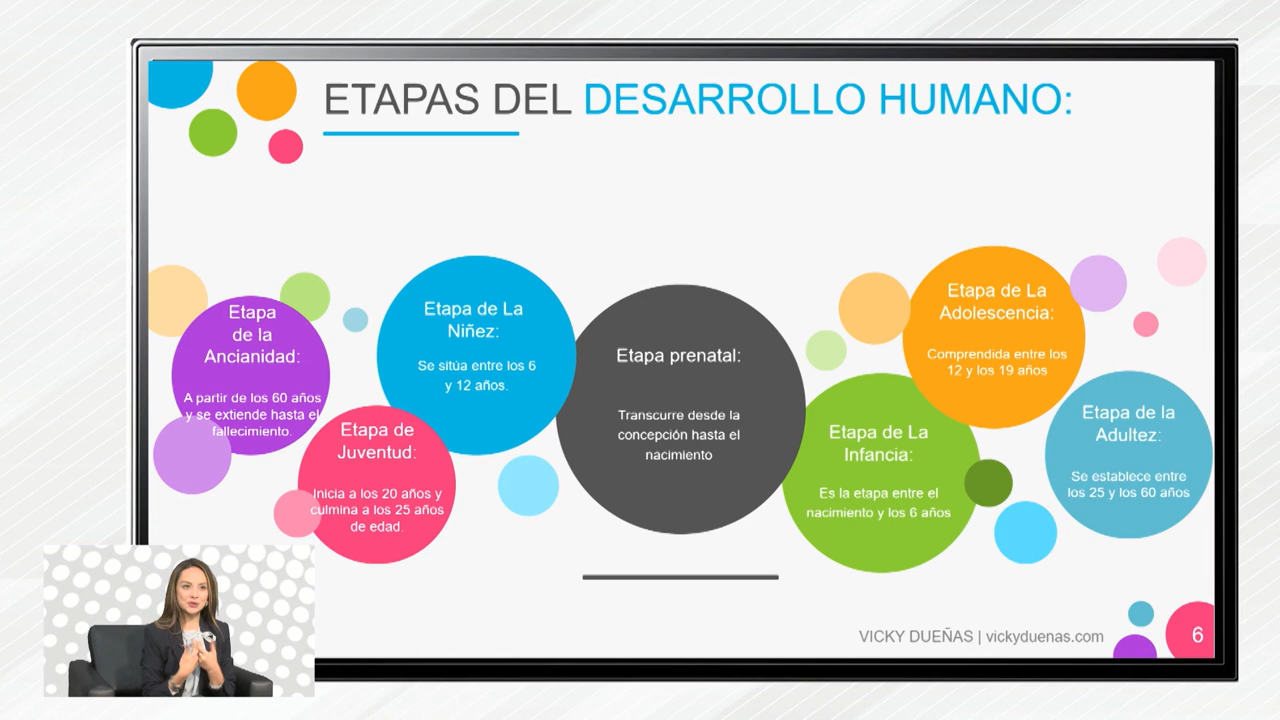 ETAPAS DEL DESARROLLO HUMANO:
Etapa
de la
Ancianidad:
A partir de los 60 años
y se extiende hasta el
fallecimiento.
Etapa de La
Niñez:
Se sitúa entre los 6
y 12 años.
Etapa de
Juventud:
Inicia a los 20 años y
culmina a los 25 años
de edad.
Etapa prenatal:
Transcurre desde la
concepción hasta el
nacimiento
Etapa de La
Infancia:
Es la etapa entre el
nacimiento y los 6 años
Etapa de La
Adolescencia:
Comprendida entre los
12 y los 19 años
Etapa de la
Adultez:
Se establece entre
los 25 y los 60 años
VICKY DUEÑAS | vickyduenas.com
6